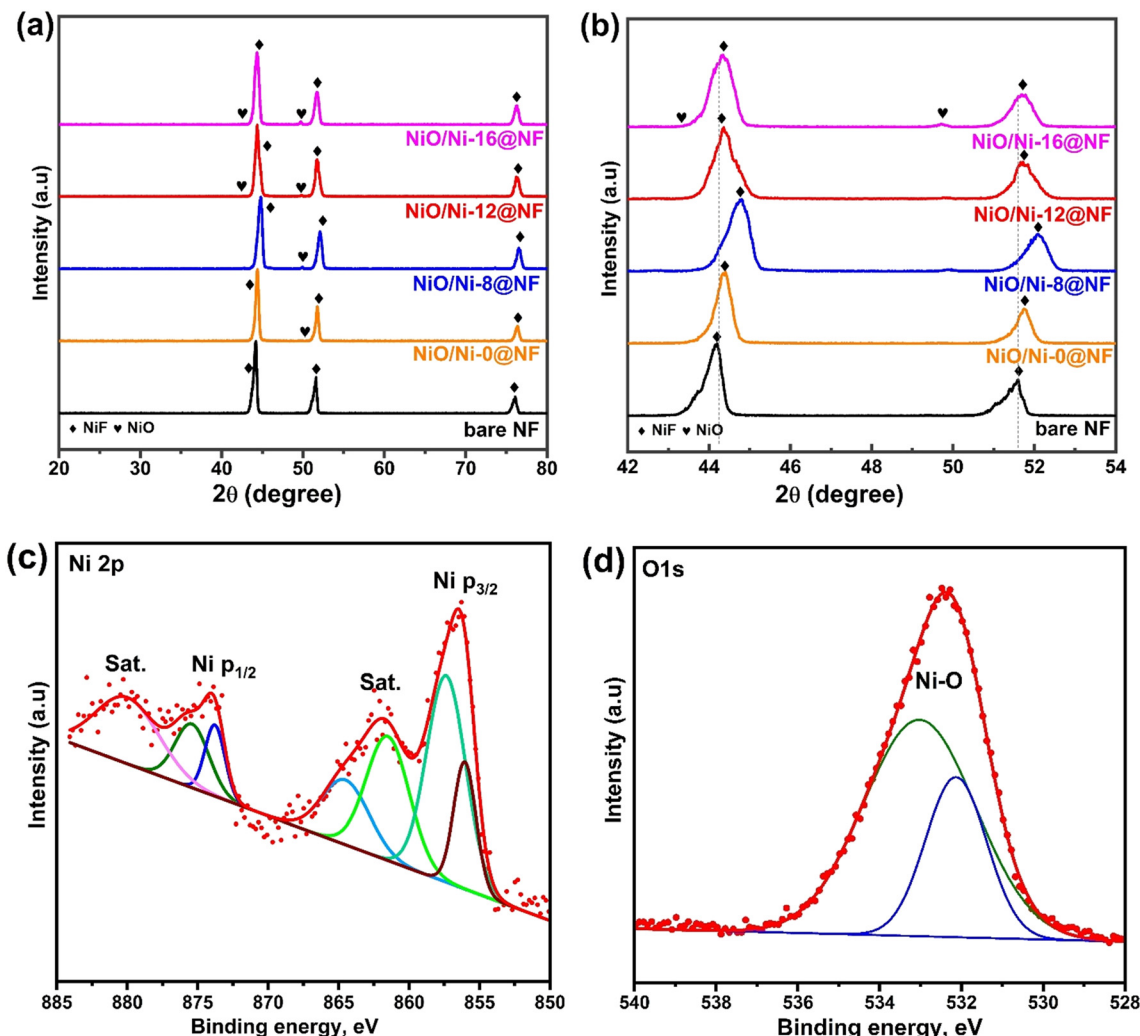 (a)
Intensity (a.u)
NiO/Ni-16@NF
NiO/Ni-12@NF
NiO/Ni-8@NF
NiO/Ni-0@NF
bare NF
♦ NiF ♥ NiO
20 30 40 50 60 70 80
2θ (degree)
(b)
Intensity (a.u)
NiO/Ni-16@NF
NiO/Ni-12@NF
NiO/Ni-8@NF
NiO/Ni-0@NF
bare NF
♦ NiF ♥ NiO
42 44 46 48 50 52 54
2θ (degree)
(c)
Ni 2p
Intensity (a.u)
Sat.
Ni p1/2
Sat.
Ni p3/2
885 880 875 870 865 860 855 850
Binding energy, eV
(d)
O1s
Intensity (a.u)
Ni-O
540 538 536 534 532 530 528
Binding energy, eV